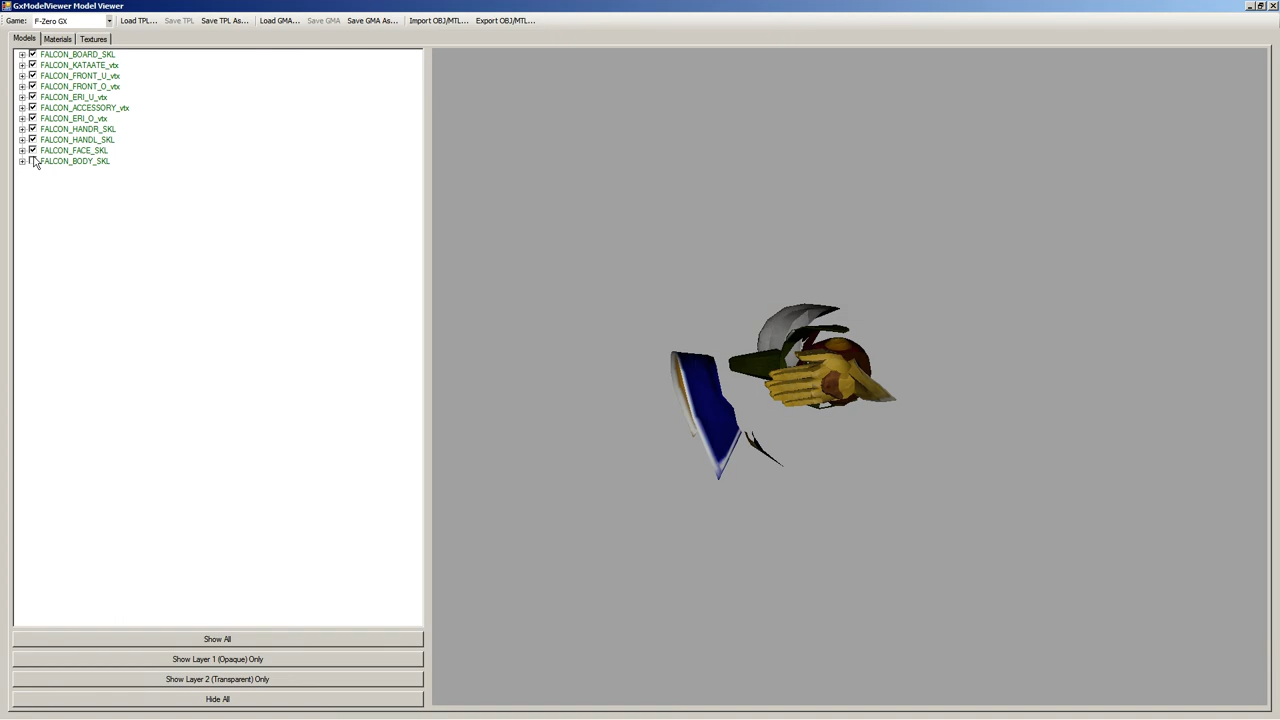 GxModelViewer Model Viewer
Game: F-Zero GX Load TPL... Save TPL Save TPL As... Load GMA... Save GMA Save GMA As... Import OBJ/MTL... Export OBJ/MTL...
Models Materials Textures
FALCON_BOARD_SKL
FALCON_KATAATE_vtx
FALCON_FRONT_U_vtx
FALCON_FRONT_O_vtx
FALCON_ERI_U_vtx
FALCON_ACCESSORY_vtx
FALCON_ERI_O_vtx
FALCON_HANDR_SKL
FALCON_HANDL_SKL
FALCON_FACE_SKL
FALCON_BODY_SKL
Show All
Show Layer 1 (Opaque) Only
Show Layer 2 (Transparent) Only
Hide All